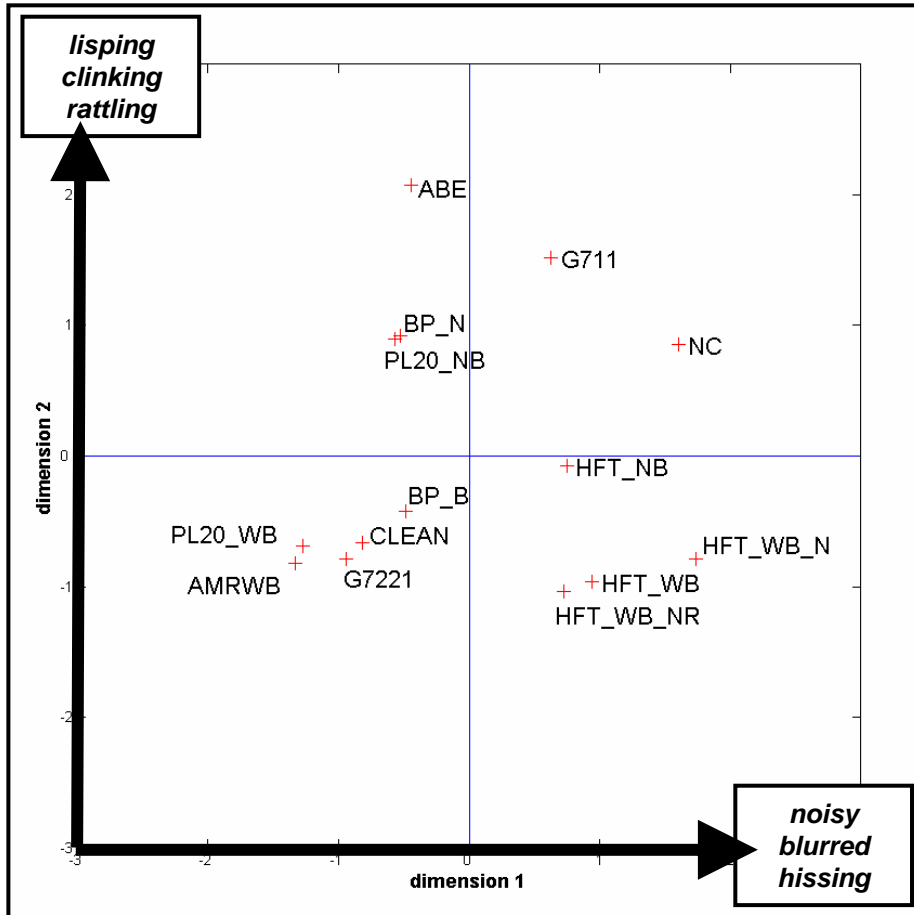 lisping
clinking
rattling
2
ABE
G711
1
BP_N
NC
PL20_NB
dimension 2
0
HFT_NB
BP_B
PL20_WB
CLEAN
HFT_WB_N
G7221
AMRWB
HFT_WB
-1
HFT_WB_NR
-2
noisy
blurred
hissing
-3
-3
-2
-1
0
dimension 1